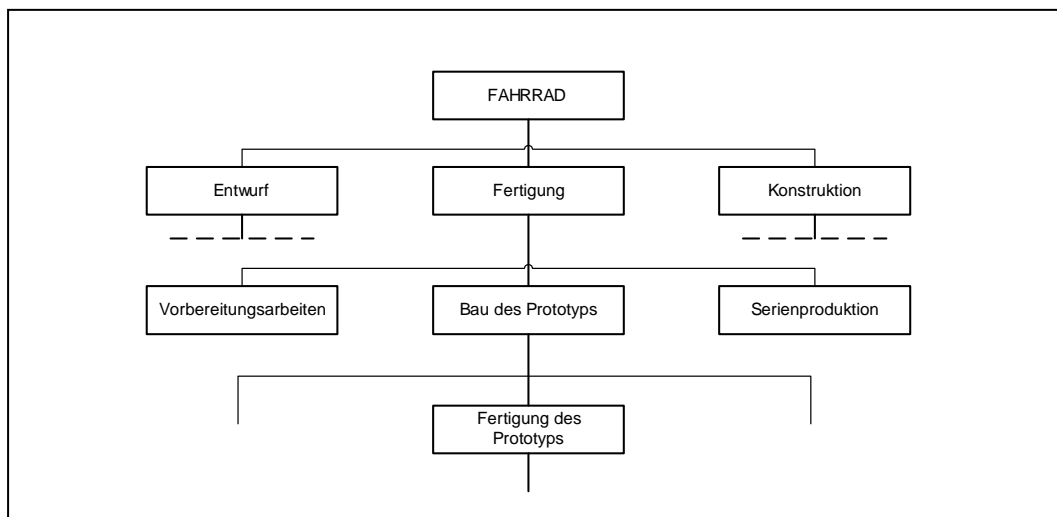 FAHRRAD
Entwurf
Fertigung
Konstruktion
Vorbereitungsarbeiten
Bau des Prototyps
Serienproduktion
Fertigung des
Prototyps